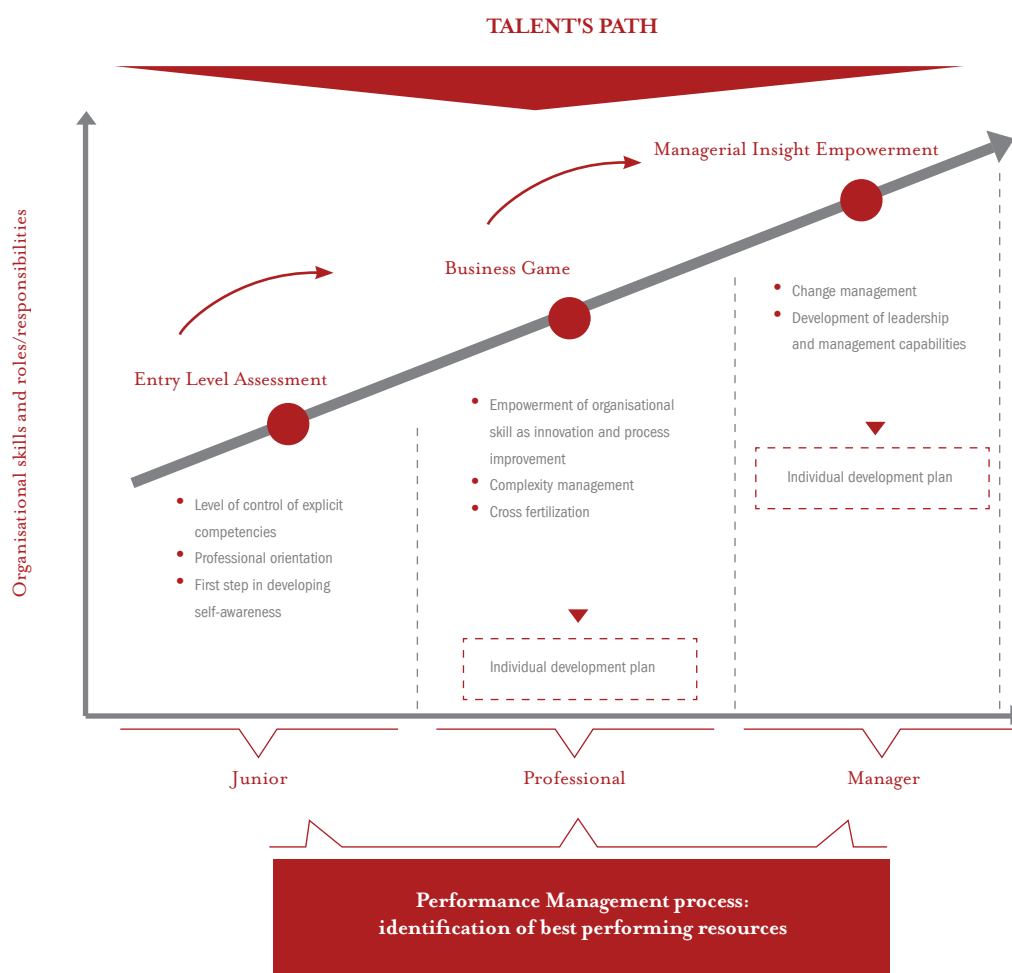 TALENT'S PATH
Organisational skills and roles/responsibilities
Managerial Insight Empowerment
Business Game
Entry Level Assessment
Level of control of explicit
competencies
Professional orientation
First step in developing
self-awareness
Empowerment of organisational
skill as innovation and process
improvement
Complexity management
Cross fertilization
Individual development plan
Change management
Development of leadership
and management capabilities
Individual development plan
Junior
Professional
Manager
Performance Management process:
identification of best performing resources